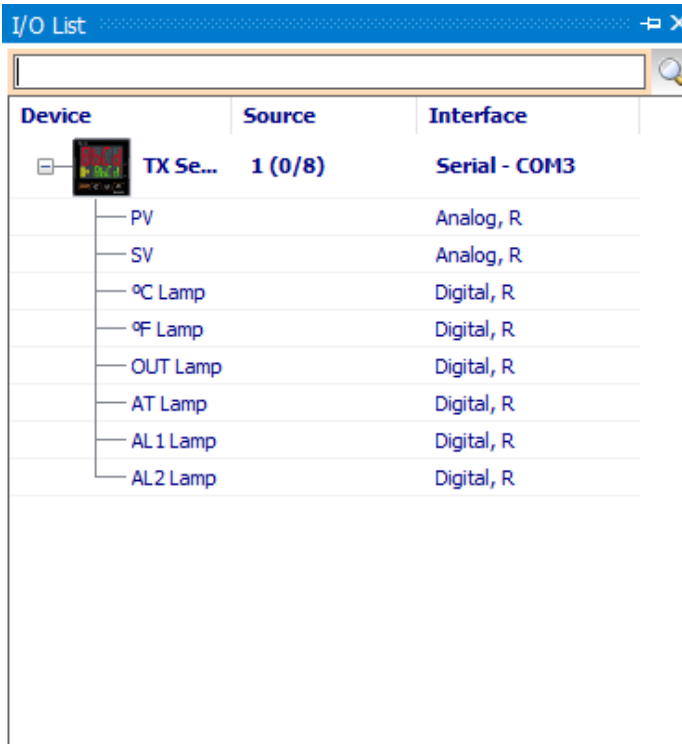 I/O List
Device Source Interface
TX Se... 1 (0/8) Serial - COM3
PV Analog, R
SV Analog, R
ºC Lamp Digital, R
ºF Lamp Digital, R
OUT Lamp Digital, R
AT Lamp Digital, R
AL1 Lamp Digital, R
AL2 Lamp Digital, R